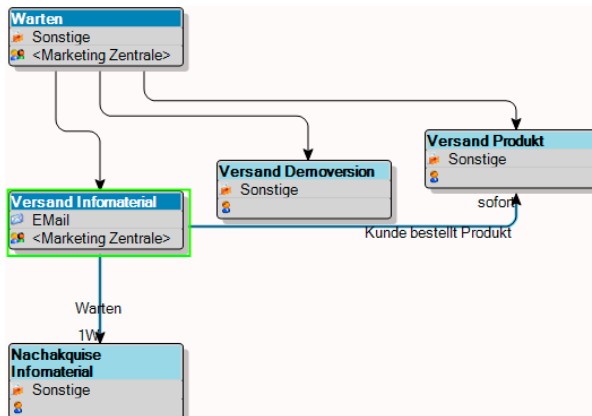 Warten
Sonstige
<Marketing Zentrale>
Versand Produkt
Sonstige
Versand Demoversion
Sonstige
Versand Infomaterial
EMail
<Marketing Zentrale>
sofort
Kunde bestellt Produkt
Warten
1W
Nachakquise
Infomaterial
Sonstige